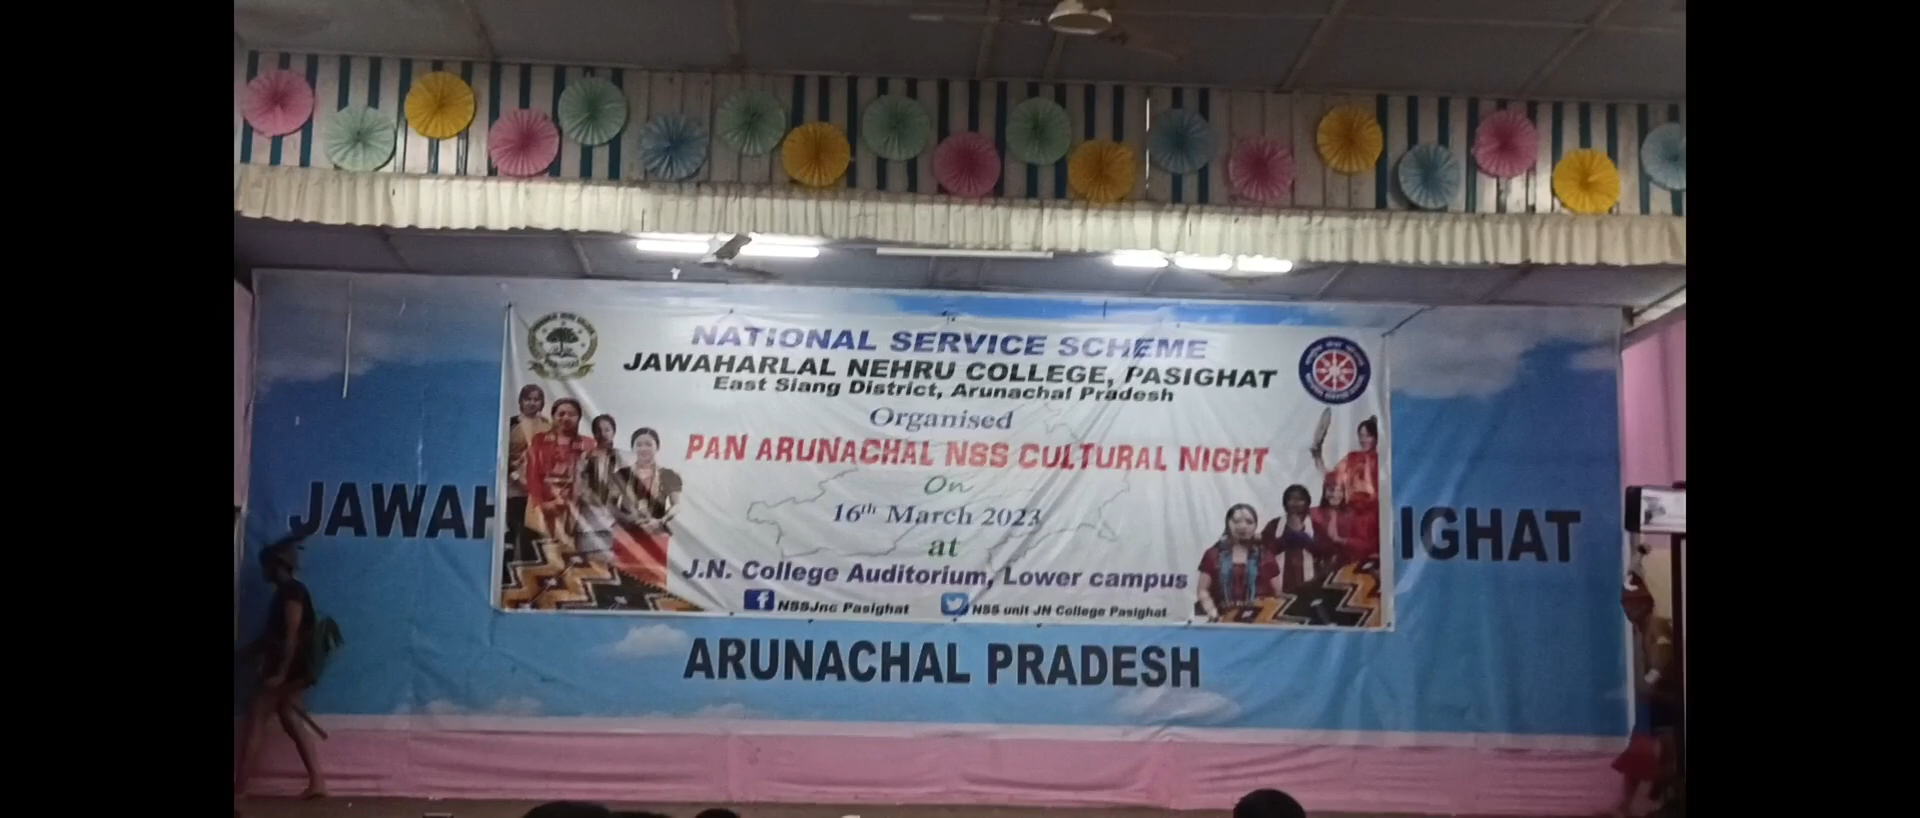 NATIONAL SERVICE SCHEME
JAWAHARLAL NEHRU COLLEGE, PASIGHAT
East Siang District, Arunachal Pradesh
Organised
PAN ARUNACHAL NSS CULTURAL NIGHT
On
16th March 2023
at
J.N. College Auditorium, Lower campus
NSSJnc Pasighat NSS unit JN College Pasighat
JAWAH IGHAT
ARUNACHAL PRADESH